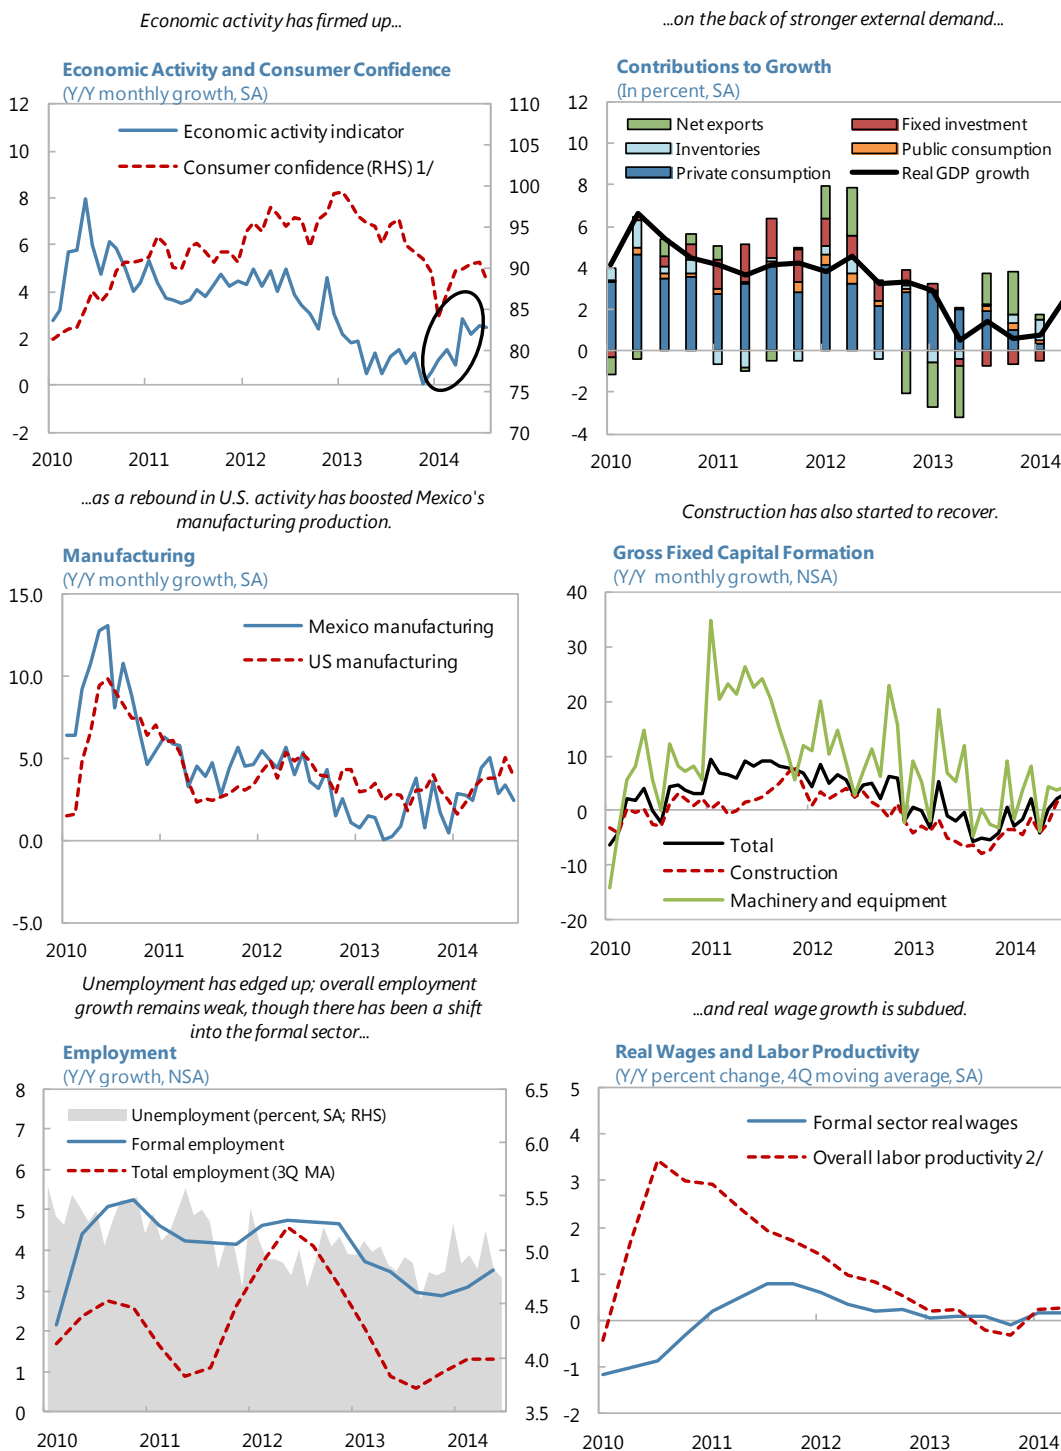 Economic activity has firmed up...
Economic Activity and Consumer Confidence
(Y/Y monthly growth, SA)
12
10
8
6
4
2
0
-2
110
105
100
95
90
85
80
75
70
Economic activity indicator
Consumer confidence (RHS) 1/
2010 2011 2012 2013 2014
...on the back of stronger external demand...
Contributions to Growth
(In percent, SA)
12
10
8
6
4
2
0
-2
-4
Net exports
Fixed investment
Inventories
Public consumption
Private consumption
Real GDP growth
2010 2011 2012 2013 2014
...as a rebound in U.S. activity has boosted Mexico's
manufacturing production.
Manufacturing
(Y/Y monthly growth, SA)
15.0
10.0
5.0
0.0
-5.0
Mexico manufacturing
US manufacturing
2010 2011 2012 2013 2014
Construction has also started to recover.
Gross Fixed Capital Formation
(Y/Y monthly growth, NSA)
40
30
20
10
0
-10
-20
Total
Construction
Machinery and equipment
2010 2011 2012 2013 2014
Unemployment has edged up; overall employment
growth remains weak, though there has been a shift
into the formal sector...
Employment
(Y/Y growth, NSA)
8
7
6
5
4
3
2
1
0
6.5
6.0
5.5
5.0
4.5
4.0
3.5
Unemployment (percent, SA; RHS)
Formal employment
Total employment (3Q MA)
2010 2011 2012 2013 2014
...and real wage growth is subdued.
Real Wages and Labor Productivity
(Y/Y percent change, 4Q moving average, SA)
5
4
3
2
1
0
-1
-2
Formal sector real wages
Overall labor productivity 2/
2010 2011 2012 2013 2014